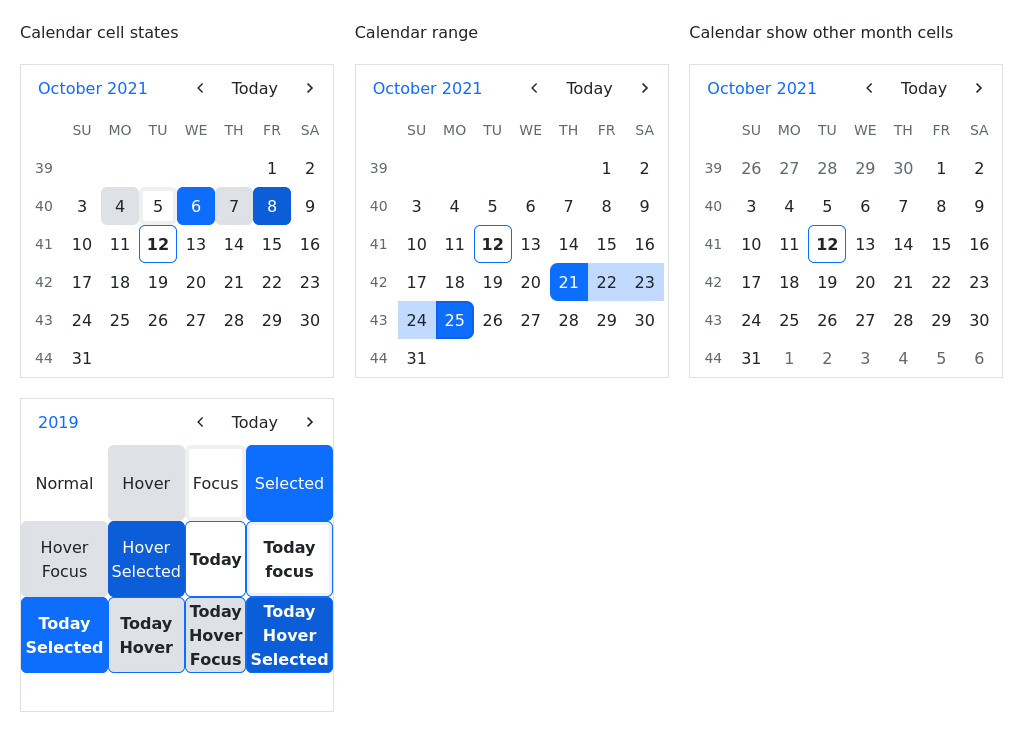 Calendar cell states
October 2021 Today
SU MO TU WE TH FR SA
39 1 2
40 3 4 5 6 7 8 9
41 10 11 12 13 14 15 16
42 17 18 19 20 21 22 23
43 24 25 26 27 28 29 30
44 31
Calendar range
October 2021 Today
SU MO TU WE TH FR SA
39 1 2
40 3 4 5 6 7 8 9
41 10 11 12 13 14 15 16
42 17 18 19 20 21 22 23
43 24 25 26 27 28 29 30
44 31
Calendar show other month cells
October 2021 Today
SU MO TU WE TH FR SA
39 26 27 28 29 30 1 2
40 3 4 5 6 7 8 9
41 10 11 12 13 14 15 16
42 17 18 19 20 21 22 23
43 24 25 26 27 28 29 30
44 31 1 2 3 4 5 6
2019 Today
Normal Hover Focus Selected
Hover
Focus
Hover
Selected
Today
Today
focus
Today
Selected
Today
Hover
Today
Hover
Focus
Today
Hover
Selected